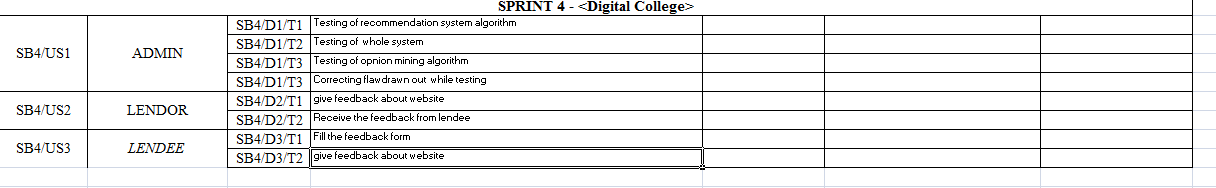 SPRINT 4 - <Digital College>
SB4/US1 ADMIN SB4/D1/T1 Testing of recommendation system algorithm
SB4/D1/T2 Testing of whole system
SB4/D1/T3 Testing of opnion mining algorithm
SB4/D1/T3 Correcting flaw drawn out while testing
SB4/US2 LENDOR SB4/D2/T1 give feedback about website
SB4/D2/T2 Receive the feedback from lendee
SB4/US3 LENDEE SB4/D3/T1 Fill the feedback form
SB4/D3/T2 give feedback about website